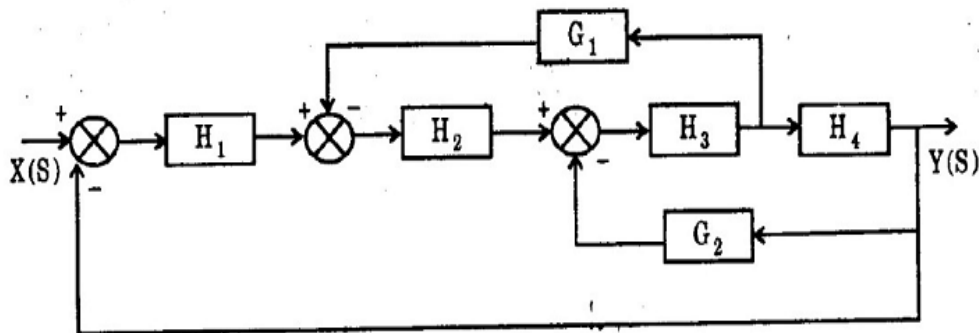 G₁
+
+
-
+
H₁
H₂
H₃
H₄
X(S)
-
-
Y(S)
G₂